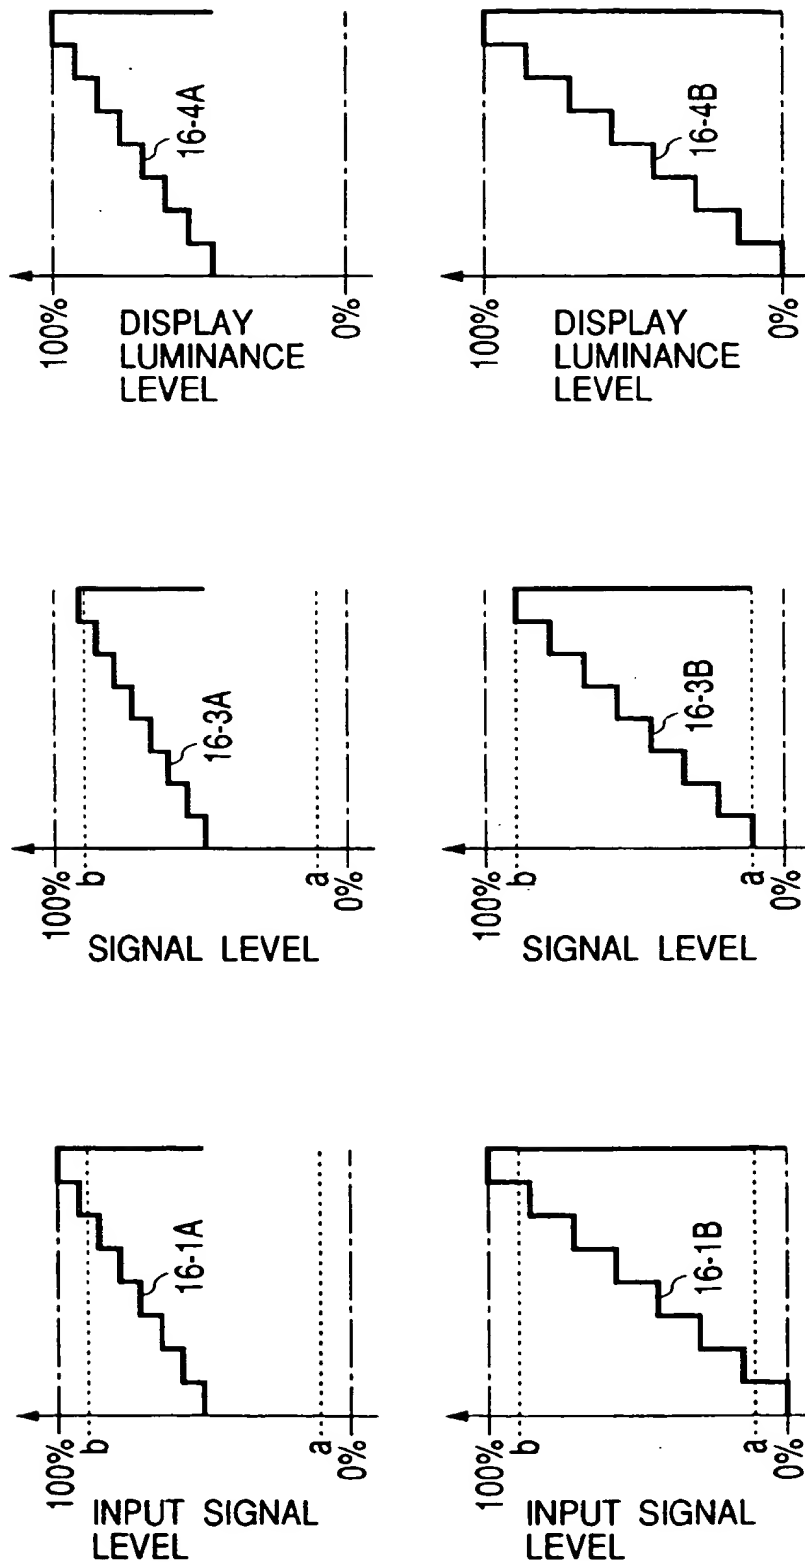 100%
16-4A
0%
DISPLAY
LUMINANCE
LEVEL
100%
16-4B
0%
DISPLAY
LUMINANCE
LEVEL
100%
b
16-3A
a
0%
SIGNAL LEVEL
100%
b
16-3B
a
0%
SIGNAL LEVEL
100%
b
16-1A
a
0%
INPUT SIGNAL
LEVEL
100%
b
16-1B
a
0%
INPUT SIGNAL
LEVEL